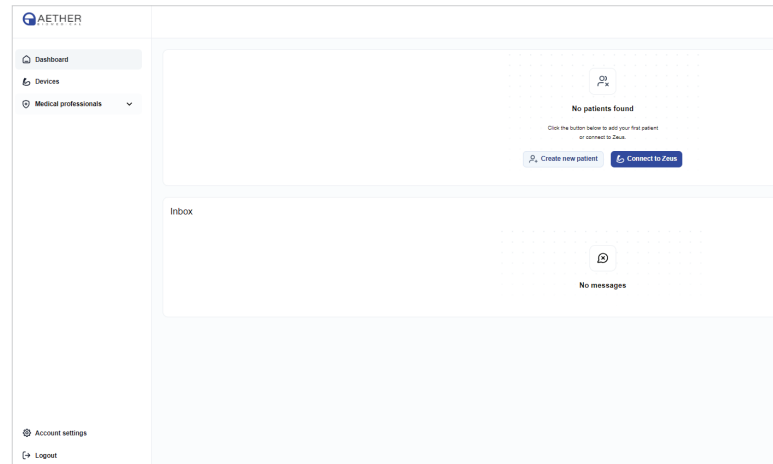 AETHER
BIOMEDICAL
Dashboard
Devices
Medical professionals
No patients found
Click the button below to add your first patient
or connect to Zeus.
Create new patient
Connect to Zeus
Inbox
No messages
Account settings
Logout